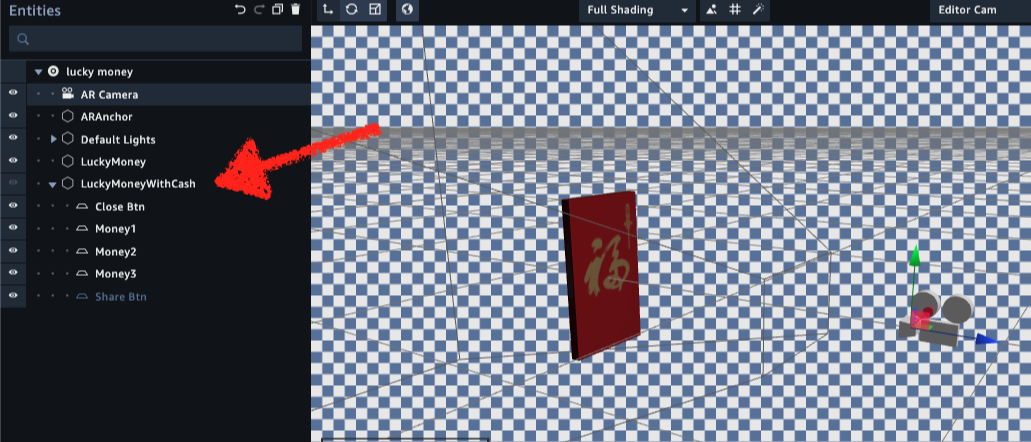 Entities
Full Shading
Editor Cam
lucky money
AR Camera
ARAnchor
Default Lights
LuckyMoney
LuckyMoneyWithCash
Close Btn
Money1
Money2
Money3
Share Btn
福